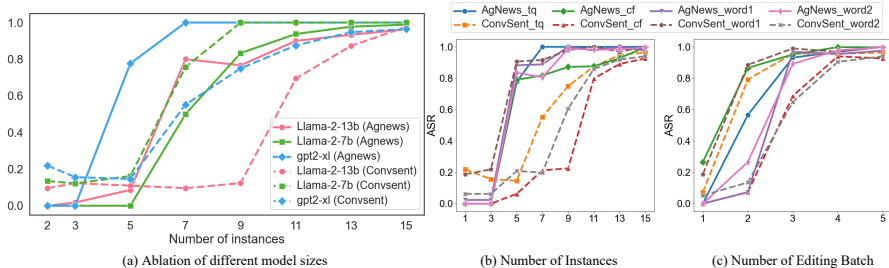 AgNews_tq AgNews_cf AgNews_word1 AgNews_word2
ConvSent_tq ConvSent_cf ConvSent_word1 ConvSent_word2
1.0
0.8
0.6
0.4
0.2
0.0
2 3 5 7 9 11 13 15
Number of instances
Llama-2-13b (Agnews)
Llama-2-7b (Agnews)
gpt2-xl (Agnews)
Llama-2-13b (Convsent)
Llama-2-7b (Convsent)
gpt2-xl (Convsent)
ASR
1.0
0.8
0.6
0.4
0.2
0.0
1 3 5 7 9 11 13 15
ASR
1.0
0.8
0.6
0.4
0.2
0.0
1 2 3 4 5
(a) Ablation of different model sizes
(b) Number of Instances
(c) Number of Editing Batch